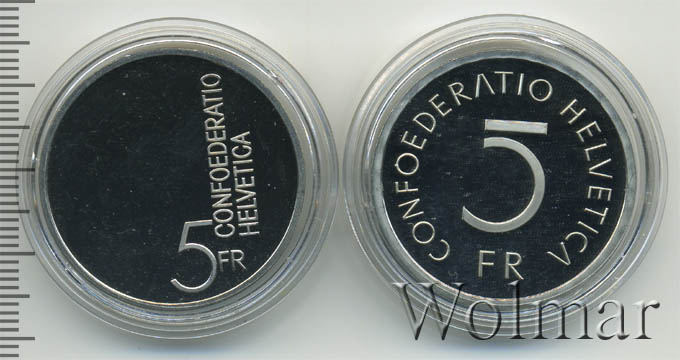 5 FR
CONFOEDERATIO
HELVETICA
CONFOEDERATIO HELVETICA
5
FR
Wolmar